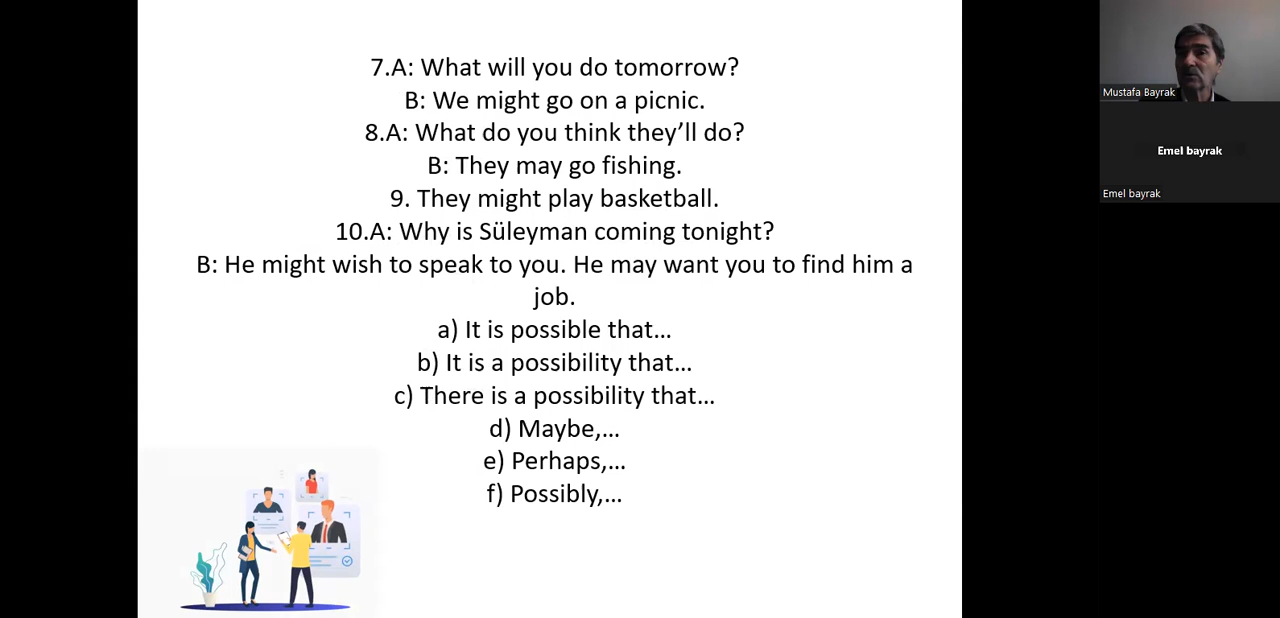 7.A: What will you do tomorrow?
B: We might go on a picnic.
8.A: What do you think they’ll do?
B: They may go fishing.
9. They might play basketball.
10.A: Why is Süleyman coming tonight?
B: He might wish to speak to you. He may want you to find him a
job.
a) It is possible that…
b) It is a possibility that…
c) There is a possibility that…
d) Maybe,…
e) Perhaps,…
f) Possibly,…
Mustafa Bayrak
Emel bayrak
Emel bayrak